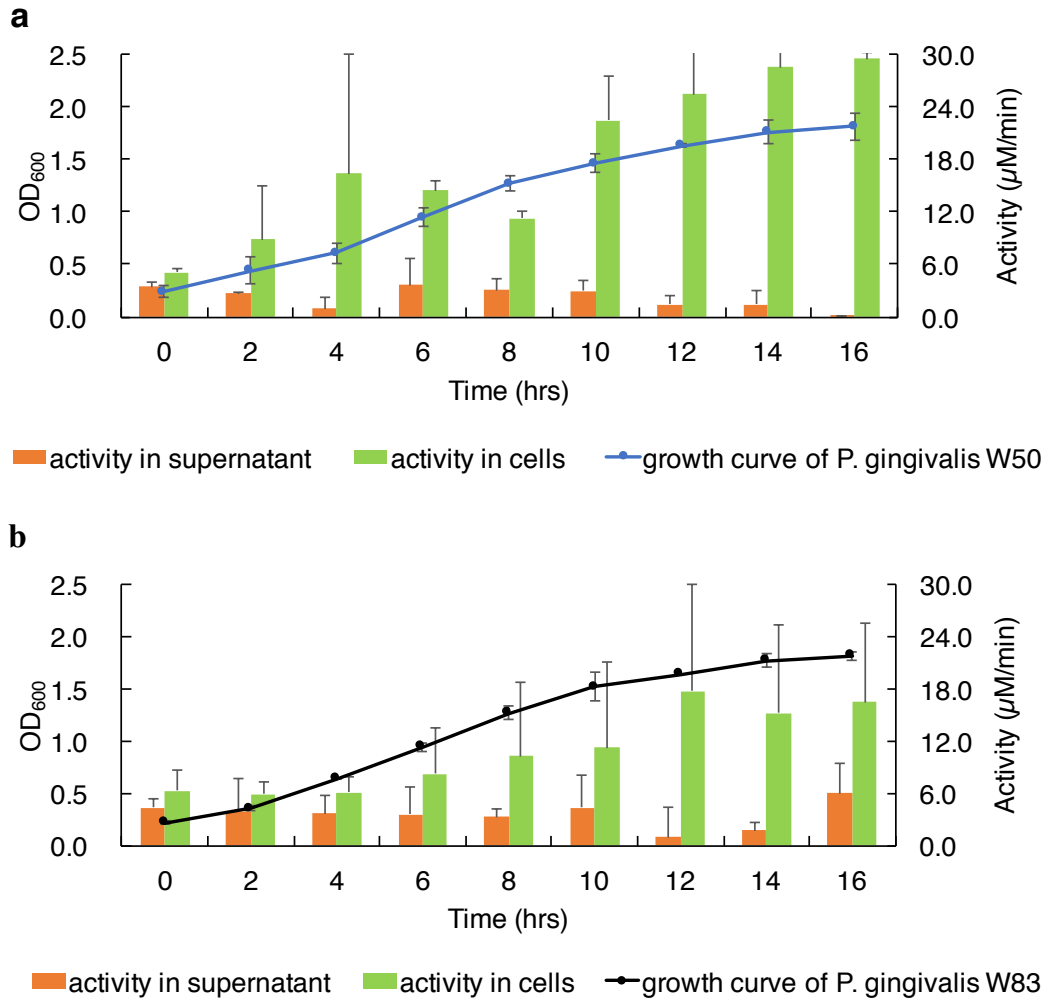 a
2.5
2.0
1.5
1.0
0.5
0.0
OD600
30.0
24.0
18.0
12.0
6.0
0.0
Activity (µM/min)
0 2 4 6 8 10 12 14 16
Time (hrs)
activity in supernatant activity in cells growth curve of P. gingivalis W50
b
2.5
2.0
1.5
1.0
0.5
0.0
OD600
30.0
24.0
18.0
12.0
6.0
0.0
Activity (µM/min)
0 2 4 6 8 10 12 14 16
Time (hrs)
activity in supernatant activity in cells growth curve of P. gingivalis W83